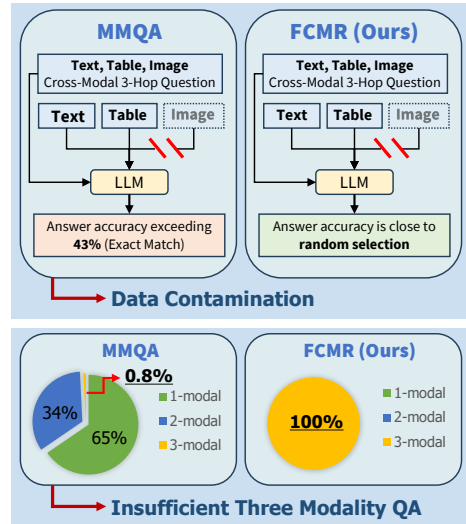 MMQA
Text, Table, Image
Cross-Modal 3-Hop Question
Text
Table
Image
LLM
Answer accuracy exceeding
43% (Exact Match)
FCMR (Ours)
Text, Table, Image
Cross-Modal 3-Hop Question
Text
Table
Image
LLM
Answer accuracy is close to
random selection
Data Contamination
MMQA
0.8%
34%
65%
1-modal
2-modal
3-modal
FCMR (Ours)
100%
1-modal
2-modal
3-modal
Insufficient Three Modality QA